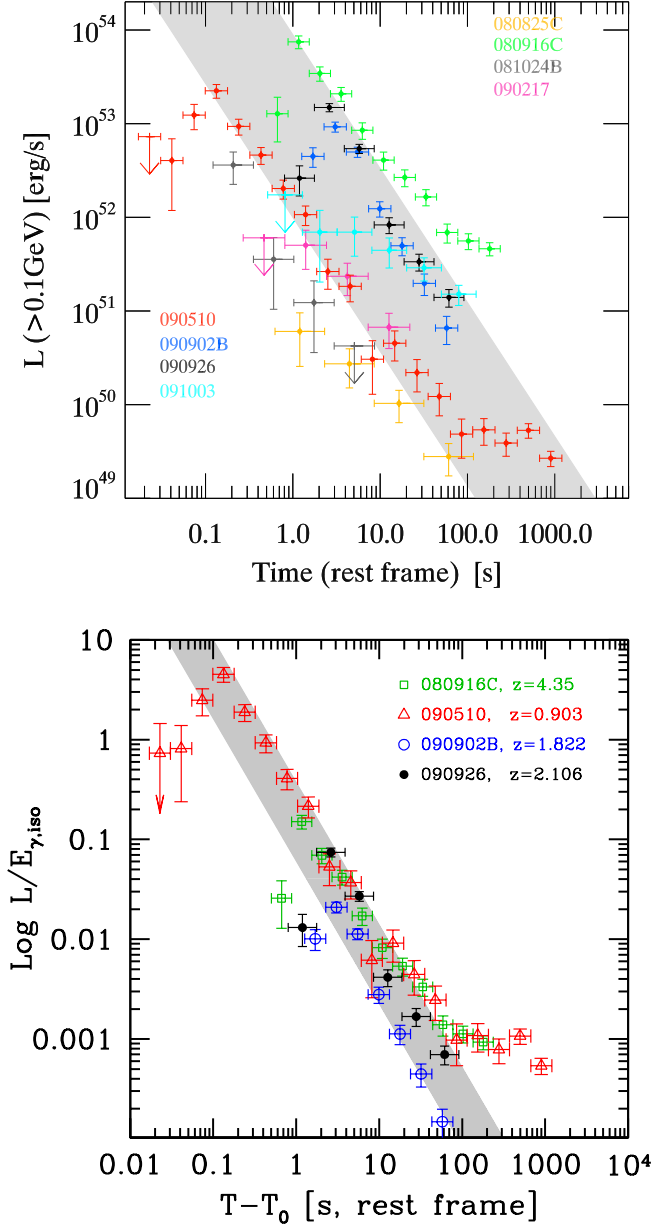 10^54
10^53
10^52
10^51
10^50
10^49
L (>0.1GeV) [erg/s]
080825C
080916C
081024B
090217
090510
090902B
090926
091003
0.1 1.0 10.0 100.0 1000.0
Time (rest frame) [s]
10
1
0.1
0.01
0.001
Log L/E_γ,iso
080916C, z=4.35
090510, z=0.903
090902B, z=1.822
090926, z=2.106
0.01 0.1 1 10 100 1000 10^4
T−T_0 [s, rest frame]